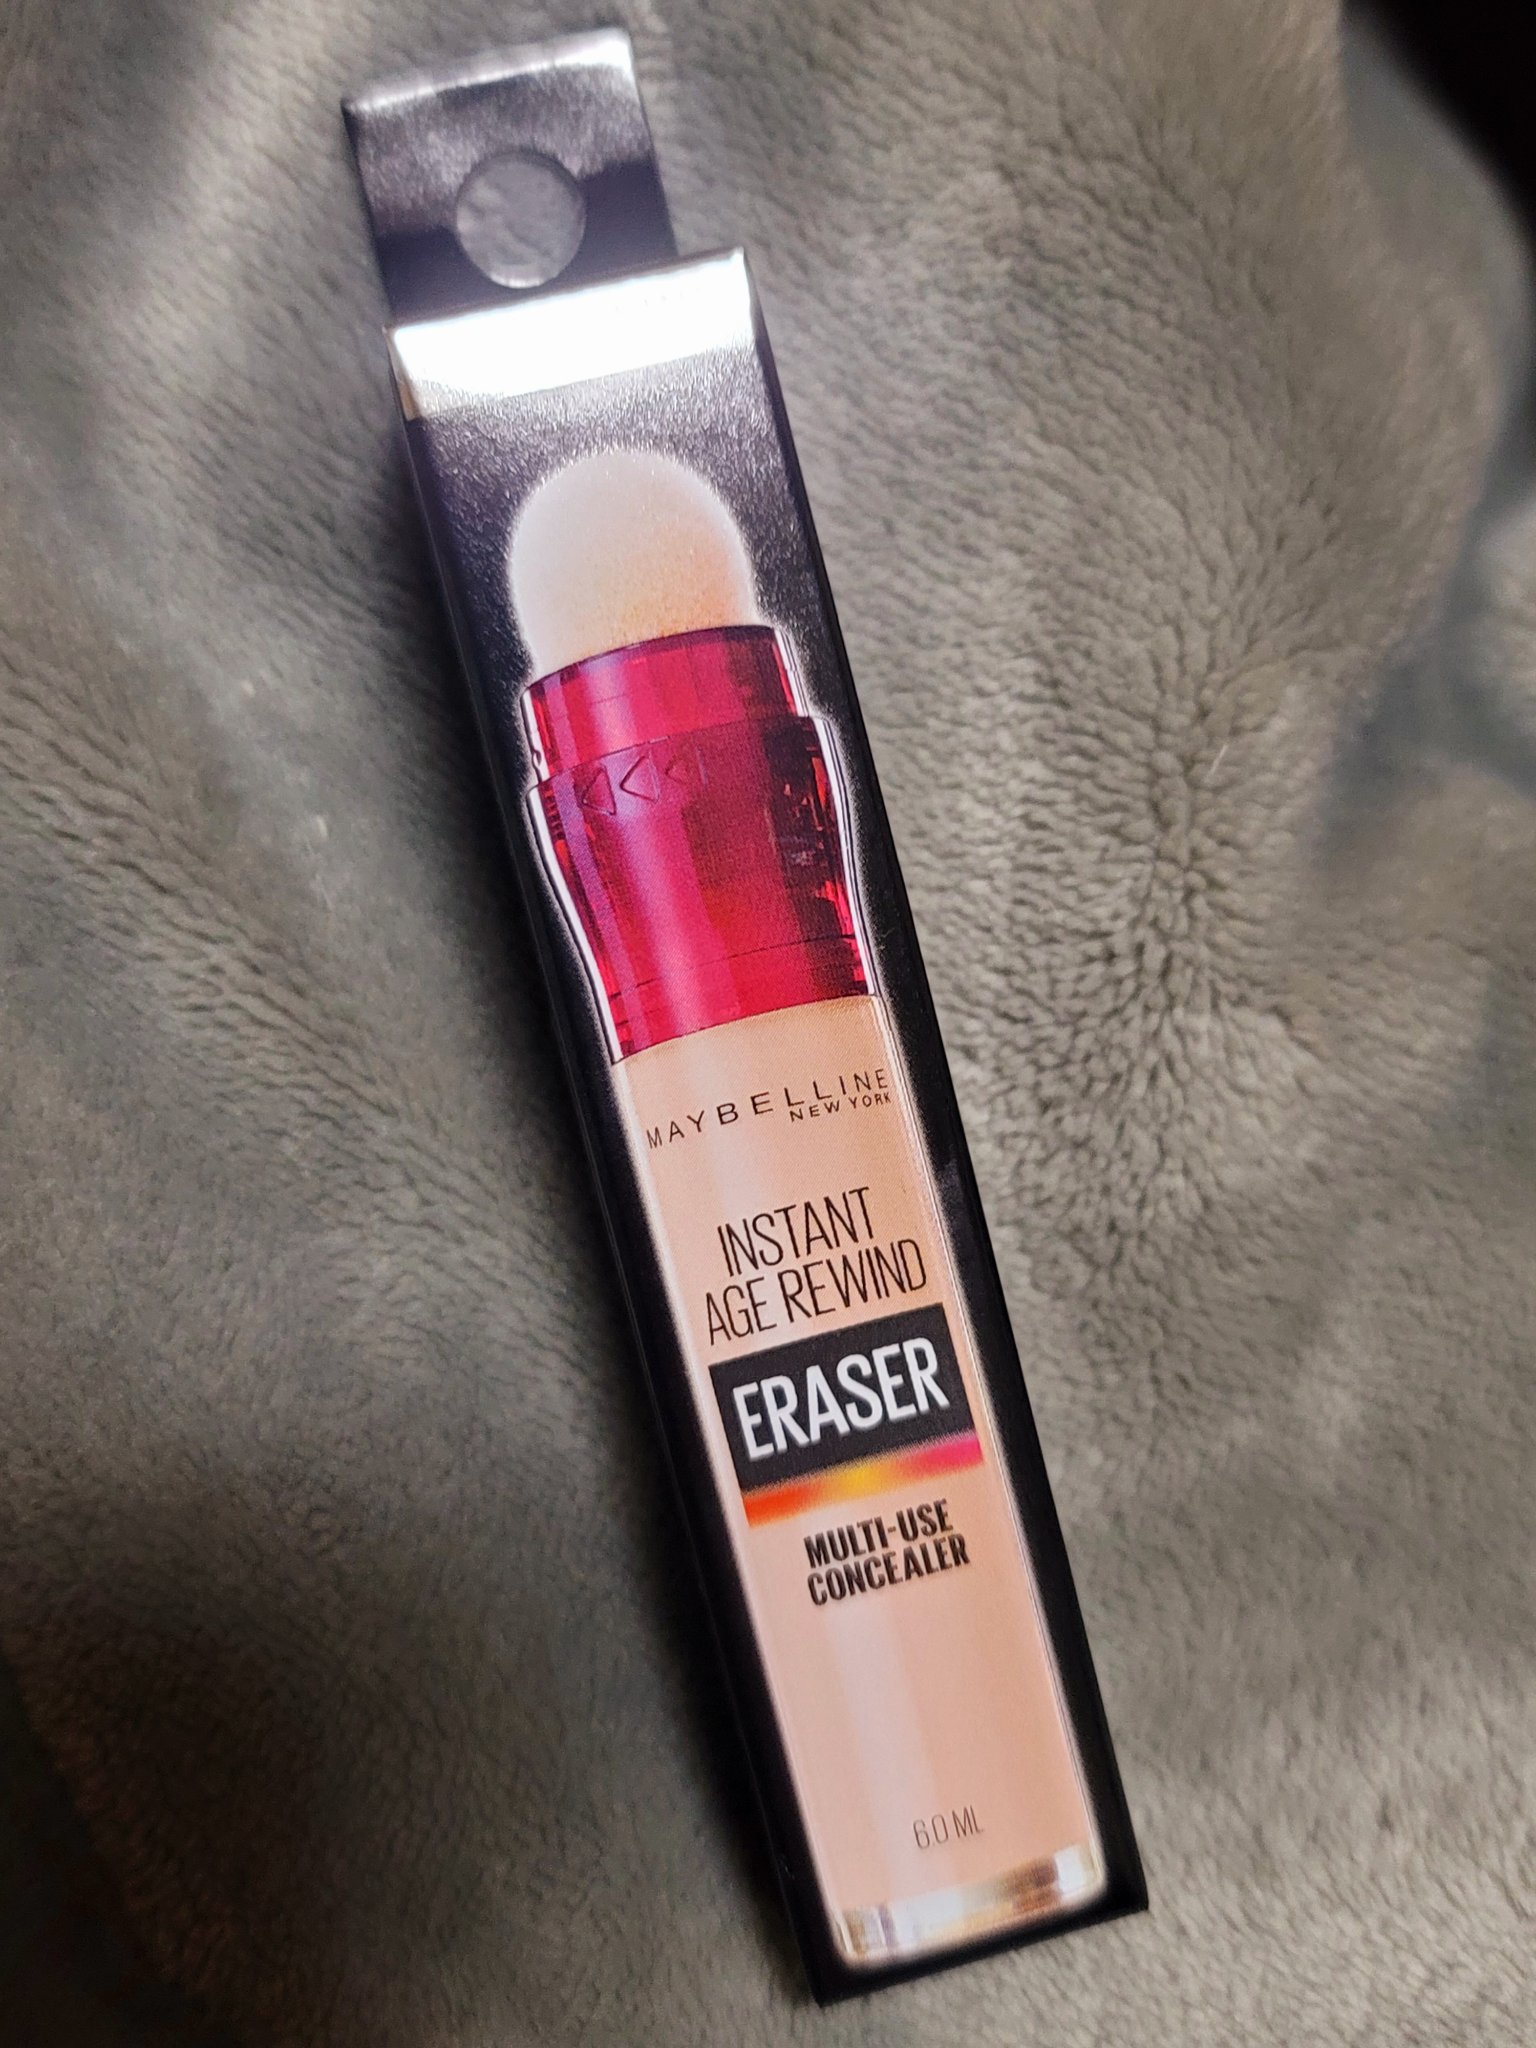 MAYBELLINE
NEW YORK
INSTANT
AGE REWIND
ERASER
MULTI-USE
CONCEALER
6.0 ML